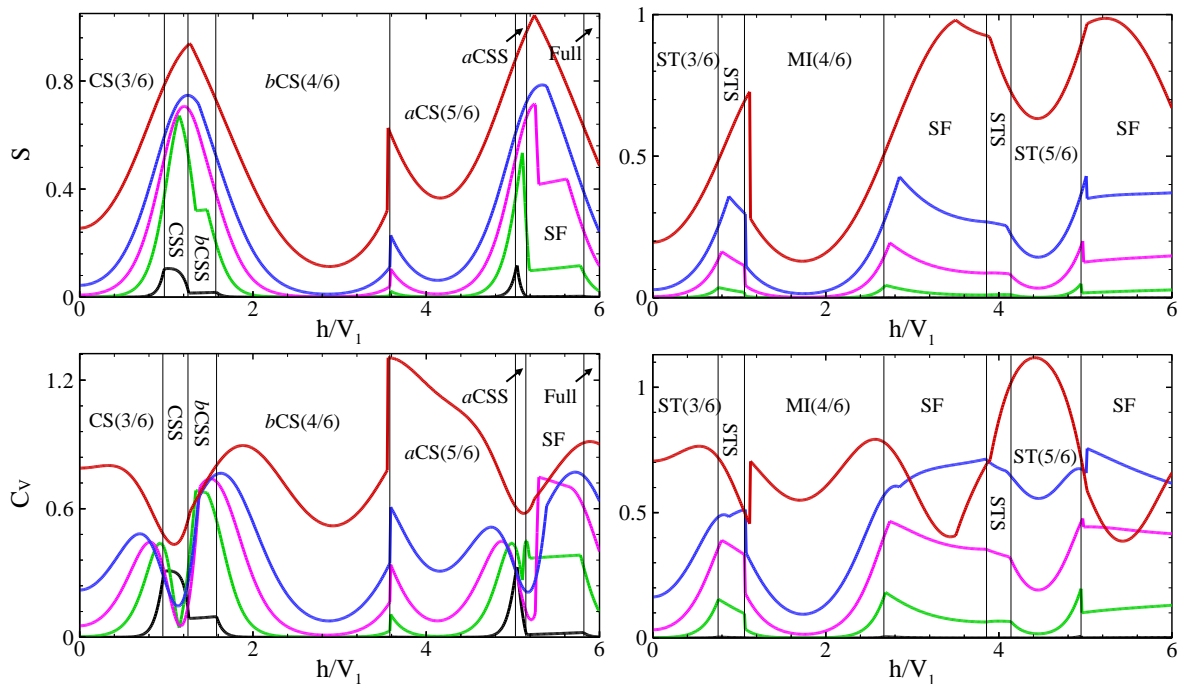 S
0.8
0.4
0
CS(3/6)
CSS
bCSS
bCS(4/6)
aCS(5/6)
aCSS
Full
SF
0 2 4 6
h/V1
1
0.5
0
ST(3/6)
STS
MI(4/6)
SF
STS
ST(5/6)
SF
0 2 4 6
h/V1
CV
1.2
0.6
0
CS(3/6)
CSS
bCSS
bCS(4/6)
aCS(5/6)
aCSS
Full
SF
0 2 4 6
h/V1
1
0.5
0
ST(3/6)
STS
MI(4/6)
SF
STS
ST(5/6)
SF
0 2 4 6
h/V1